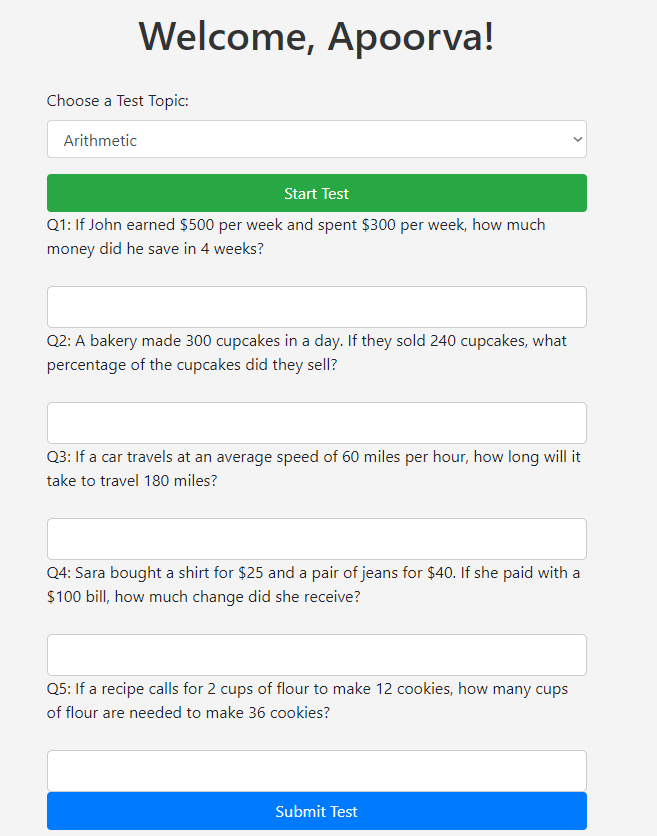 Welcome, Apoorva!
Choose a Test Topic:
Arithmetic
Start Test
Q1: If John earned $500 per week and spent $300 per week, how much
money did he save in 4 weeks?
Q2: A bakery made 300 cupcakes in a day. If they sold 240 cupcakes, what
percentage of the cupcakes did they sell?
Q3: If a car travels at an average speed of 60 miles per hour, how long will it
take to travel 180 miles?
Q4: Sara bought a shirt for $25 and a pair of jeans for $40. If she paid with a
$100 bill, how much change did she receive?
Q5: If a recipe calls for 2 cups of flour to make 12 cookies, how many cups
of flour are needed to make 36 cookies?
Submit Test